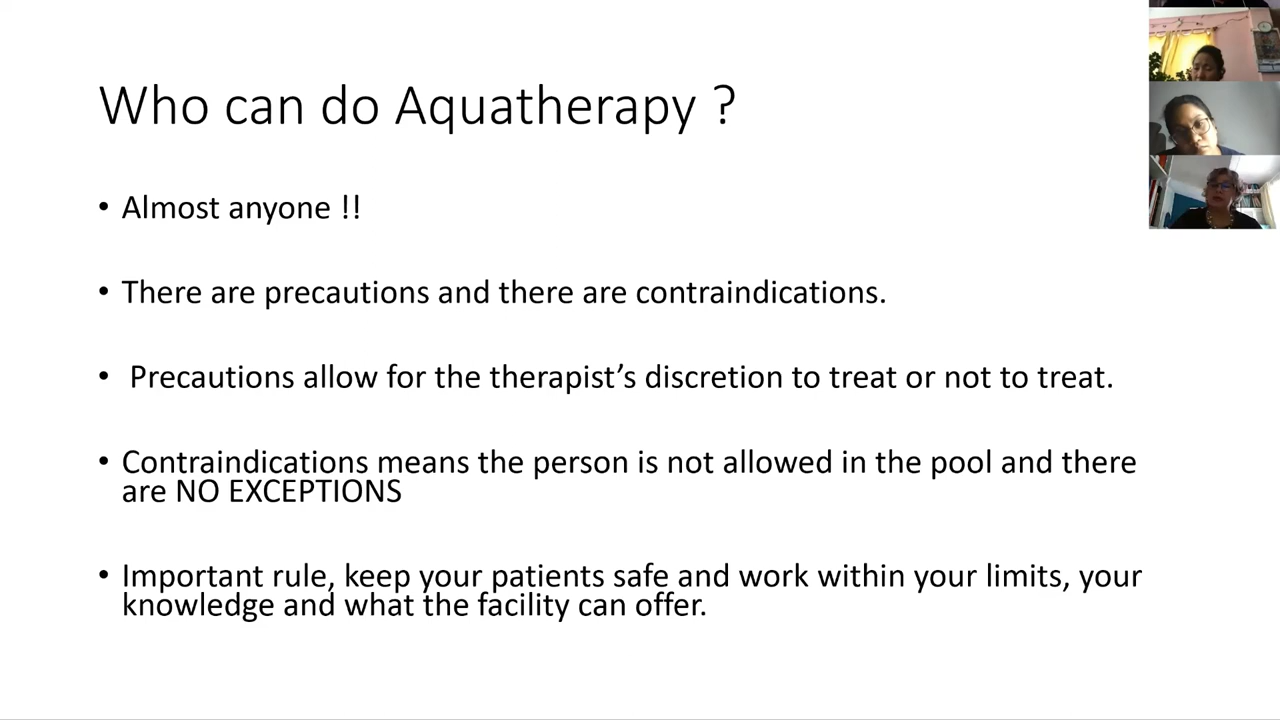 Who can do Aquatherapy ?
• Almost anyone !!
• There are precautions and there are contraindications.
• Precautions allow for the therapist’s discretion to treat or not to treat.
• Contraindications means the person is not allowed in the pool and there
are NO EXCEPTIONS
• Important rule, keep your patients safe and work within your limits, your
knowledge and what the facility can offer.